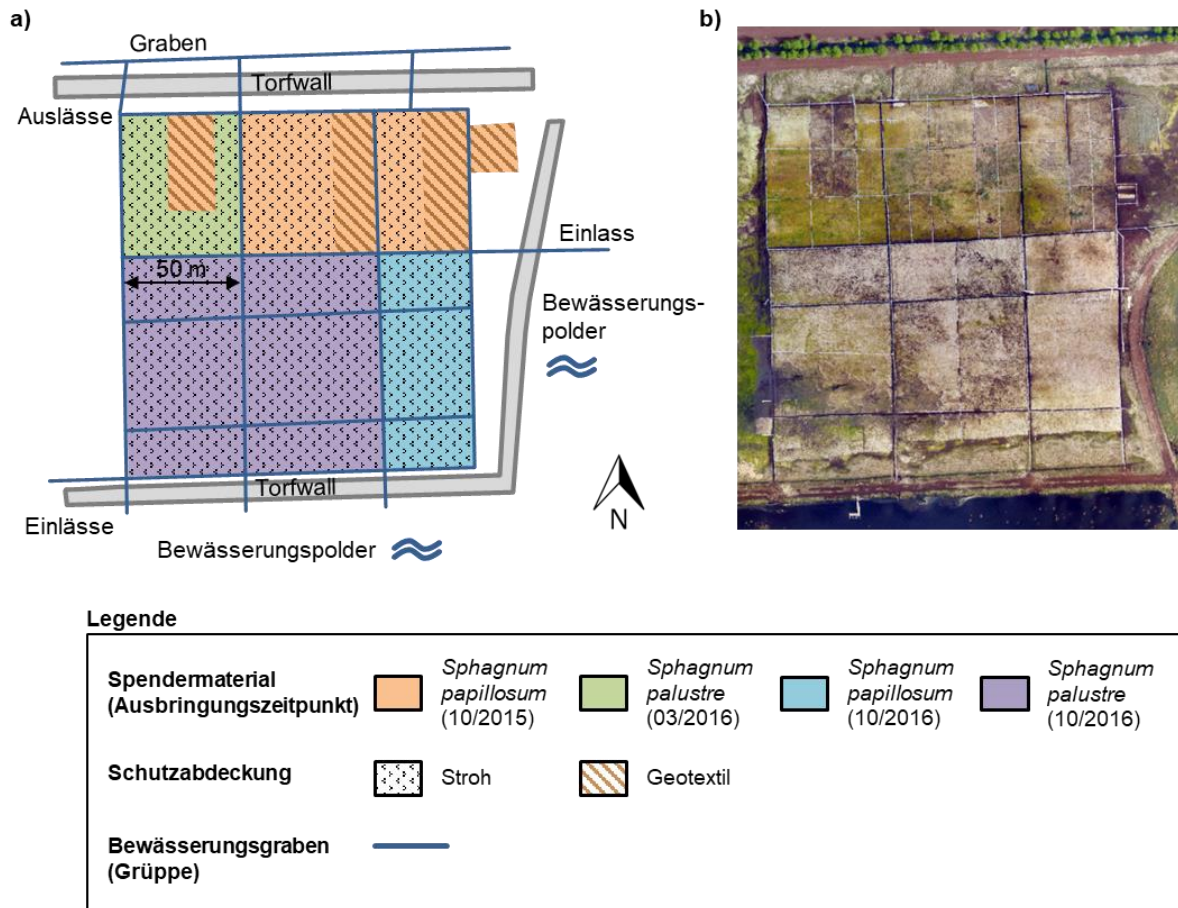 a)
Graben
Torfwall
Auslässe
Einlass
50 m
Bewässerungs-
polder
Torfwall
N
Einlässe
Bewässerungspolder
b)
Legende
Spendermaterial
(Ausbringungszeitpunkt)
Sphagnum
papillosum
(10/2015)
Sphagnum
palustre
(03/2016)
Sphagnum
papillosum
(10/2016)
Sphagnum
palustre
(10/2016)
Schutzabdeckung
Stroh
Geotextil
Bewässerungsgraben
(Grüppe)